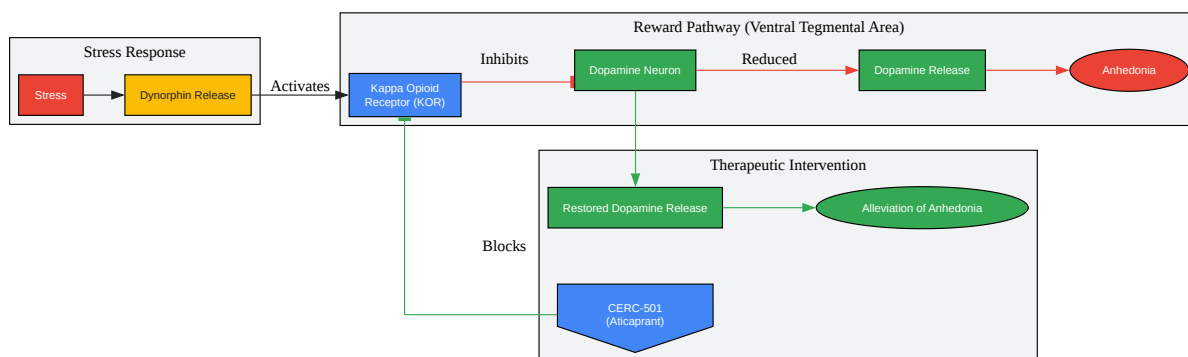 Reward Pathway (Ventral Tegmental Area)
Stress Response
Stress
Dynorphin Release
Activates
Kappa Opioid
Receptor (KOR)
Inhibits
Dopamine Neuron
Reduced
Dopamine Release
Anhedonia
Therapeutic Intervention
Restored Dopamine Release
Alleviation of Anhedonia
Blocks
CERC-501
(Aticaprant)